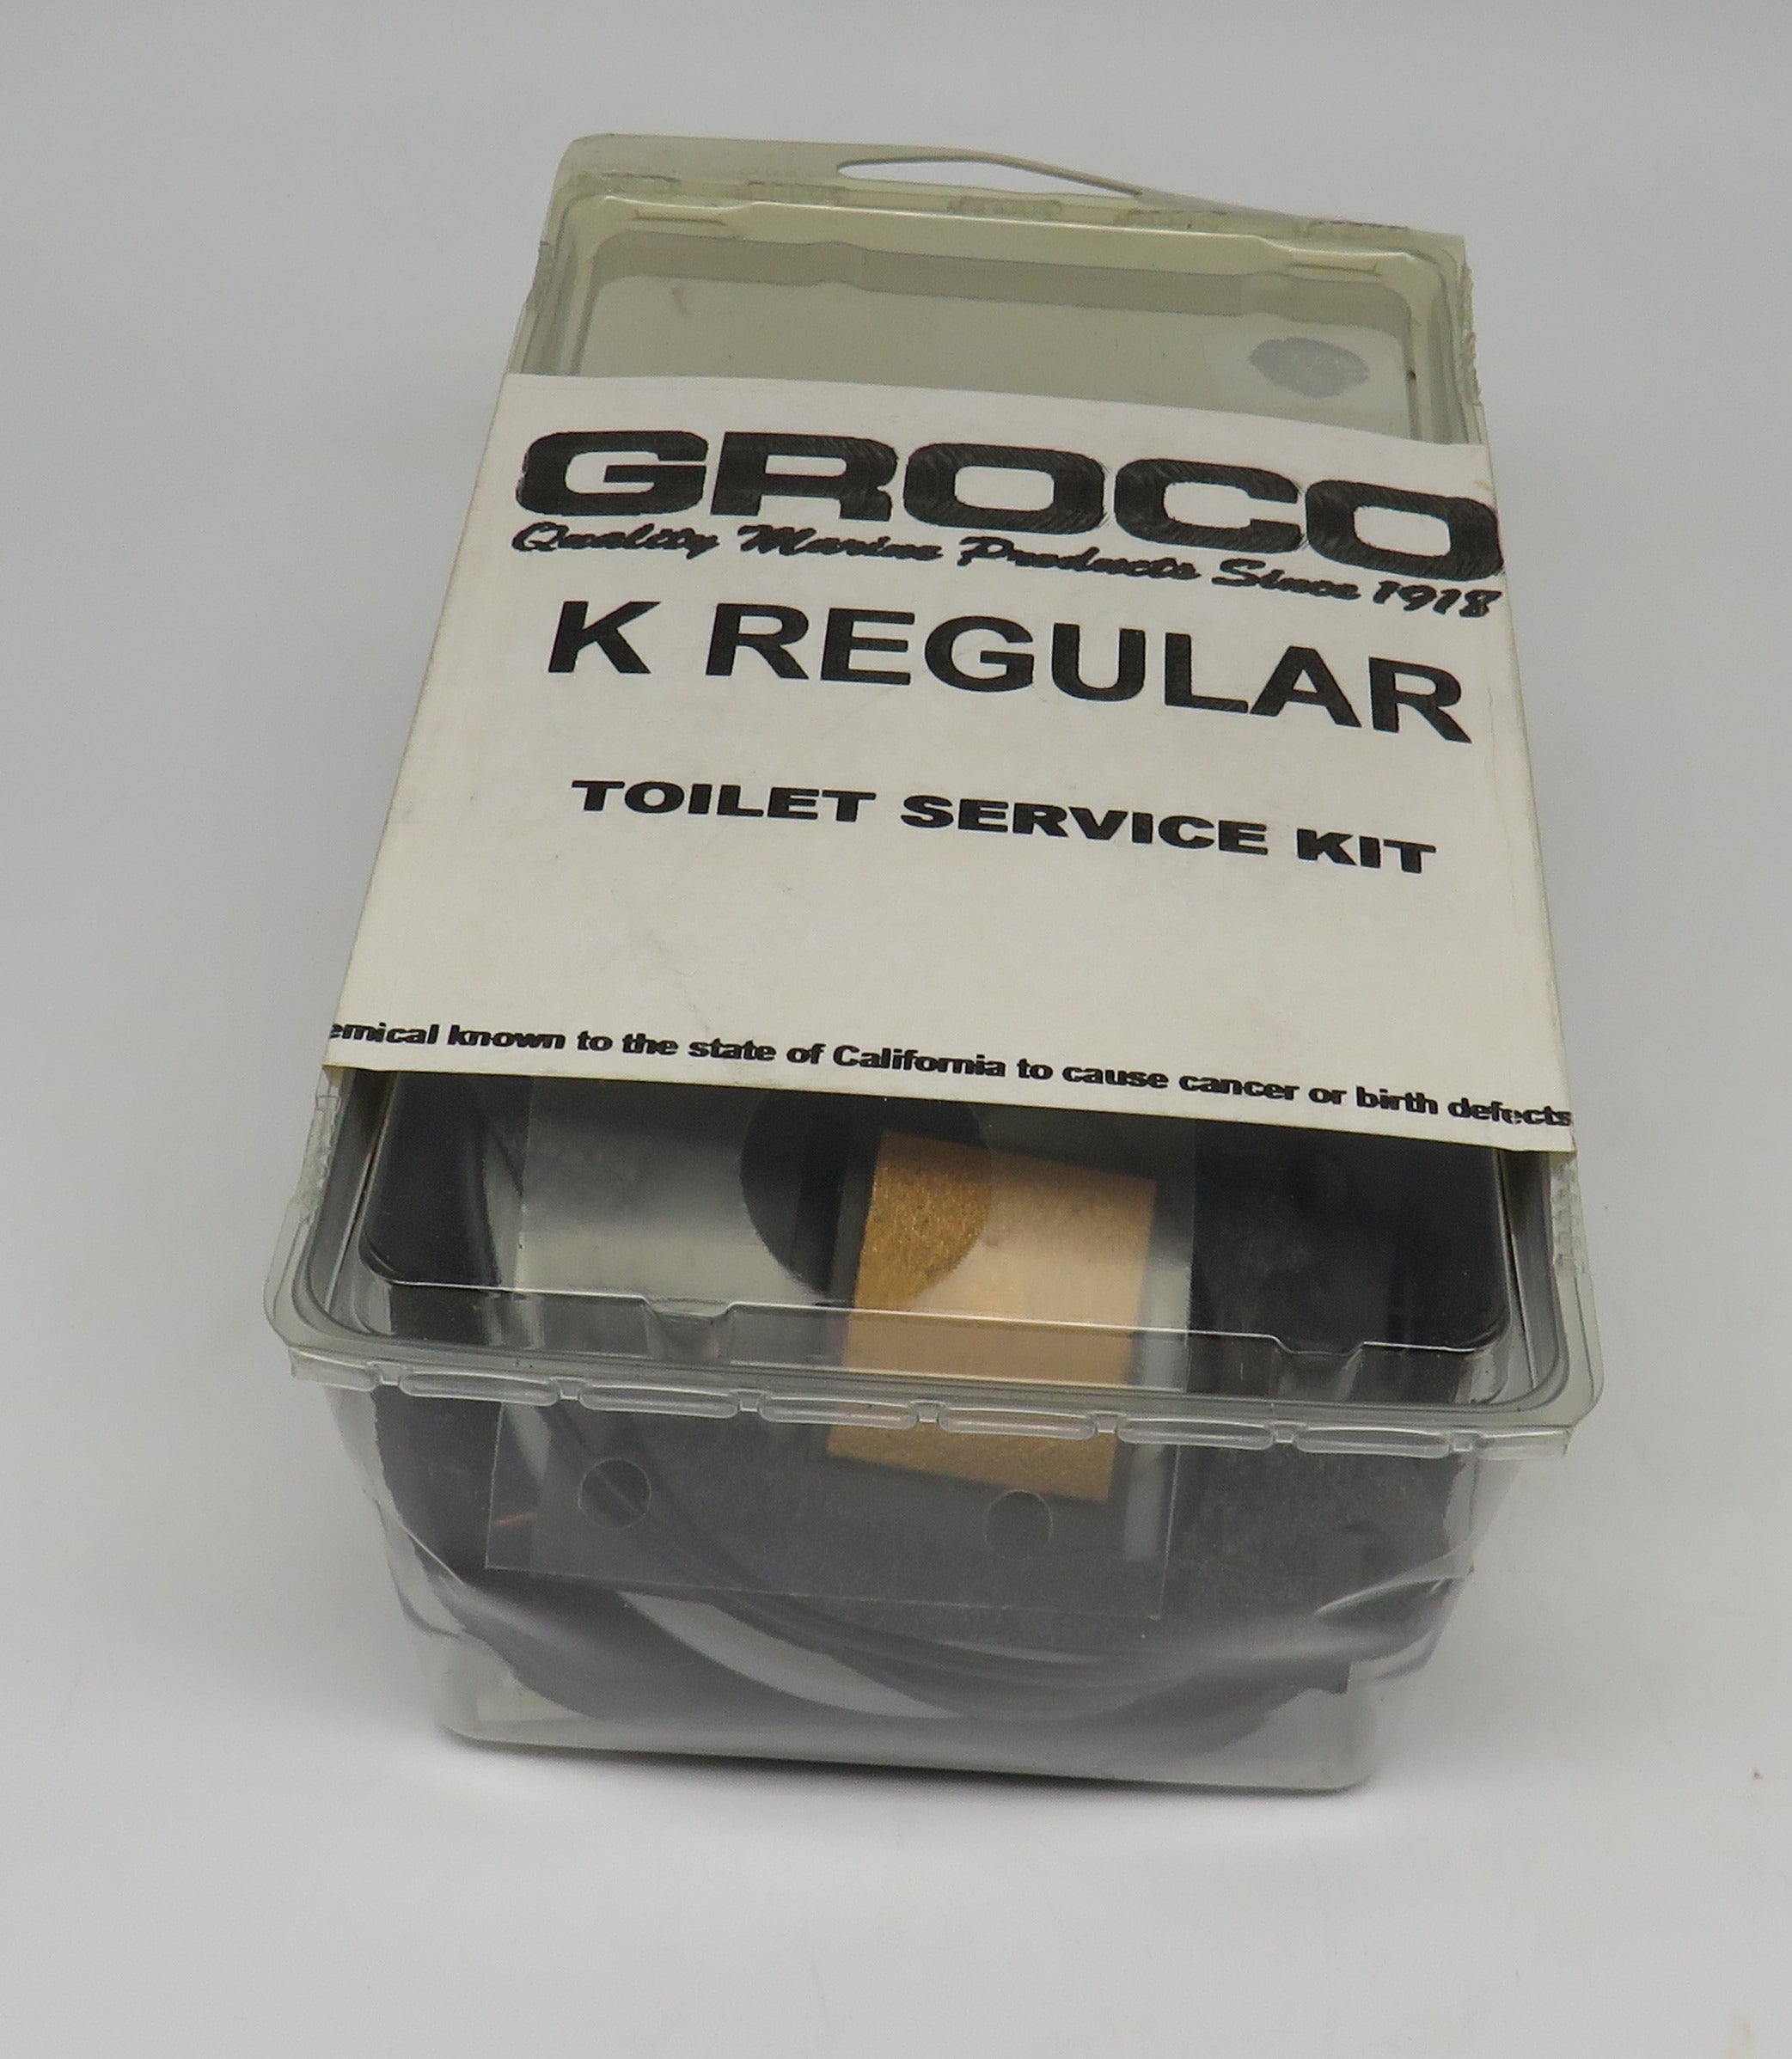 GROCO
Quality Marine Products Since 1918
K REGULAR
TOILET SERVICE KIT
emical known to the state of California to cause cancer or birth defects